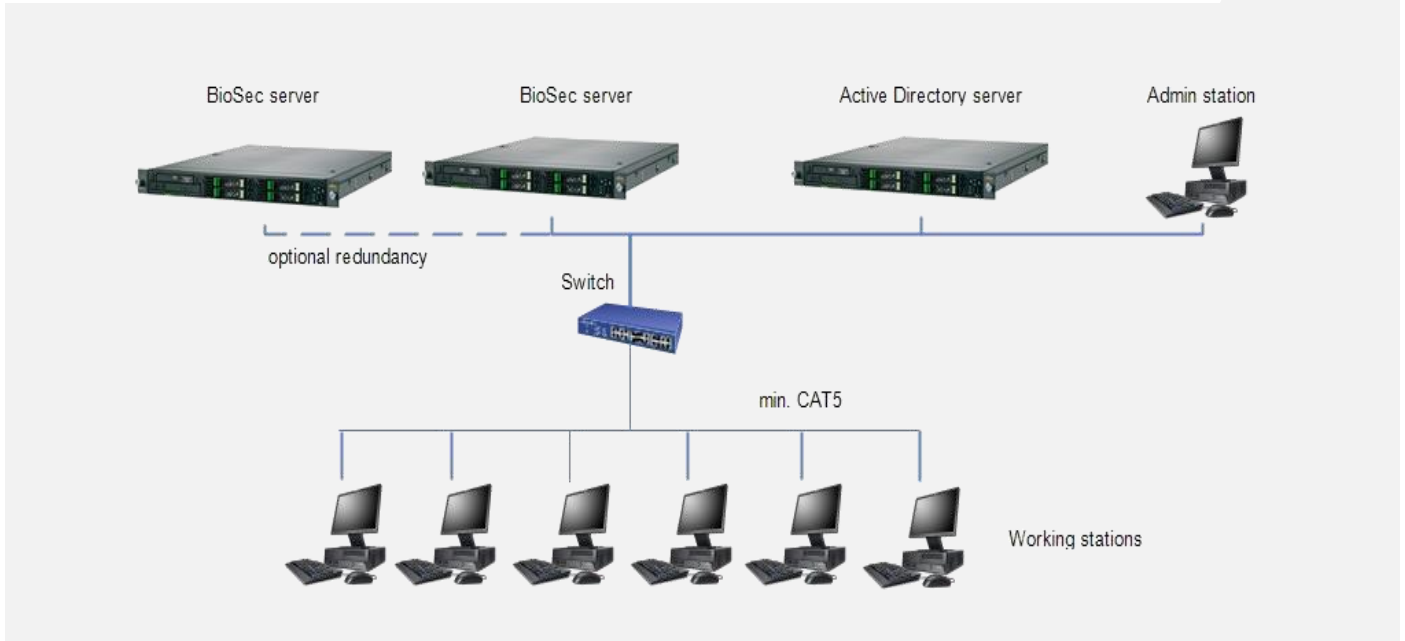 BioSec server
BioSec server
Active Directory server
Admin station
optional redundancy
Switch
min. CAT5
Working stations